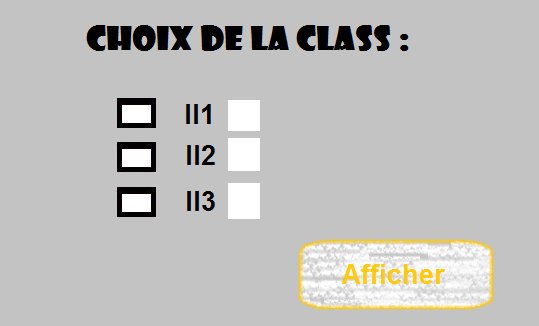 CHOIX DE LA CLASS :
II1
II2
II3
Afficher